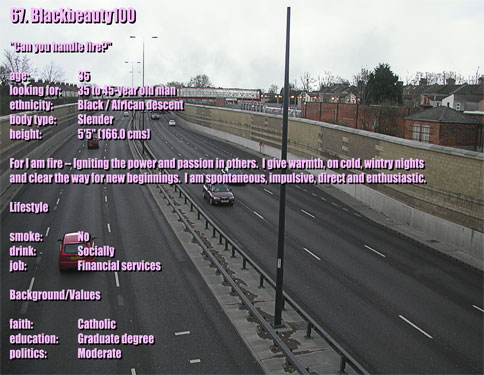 67. Blackbeauty100
"Can you handle fire?"
age: 35
looking for: 35 to 45-year old man
ethnicity: Black / African descent
body type: Slender
height: 5'5" (166.0 cms)
For I am fire -- Igniting the power and passion in others. I give warmth, on cold, wintry nights
and clear the way for new beginnings. I am spontaneous, impulsive, direct and enthusiastic.
Lifestyle
smoke: No
drink: Socially
job: Financial services
Background/Values
faith: Catholic
education: Graduate degree
politics: Moderate